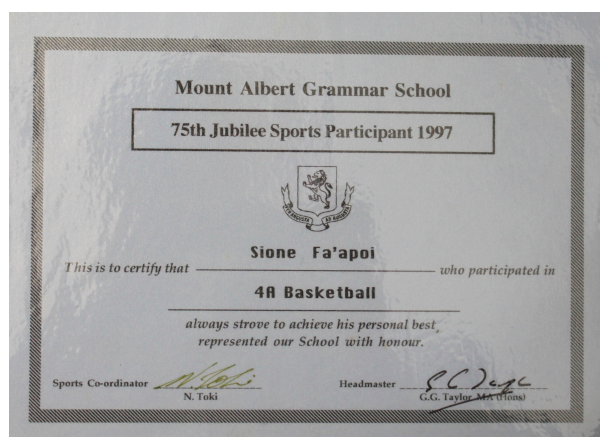 Mount Albert Grammar School
75th Jubilee Sports Participant 1997
Sione Fa'apoi
This is to certify that who participated in
4A Basketball
always strove to achieve his personal best,
represented our School with honour.
Sports Co-ordinator N. Toki Headmaster
N. Toki G.G. Taylor MA (Hons)